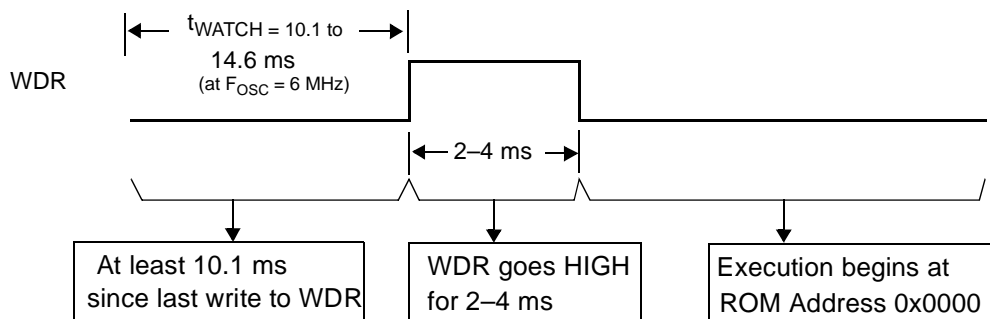 tWATCH = 10.1 to
14.6 ms
(at FOSC = 6 MHz)
WDR
2–4 ms
At least 10.1 ms
since last write to WDR
WDR goes HIGH
for 2–4 ms
Execution begins at
ROM Address 0x0000